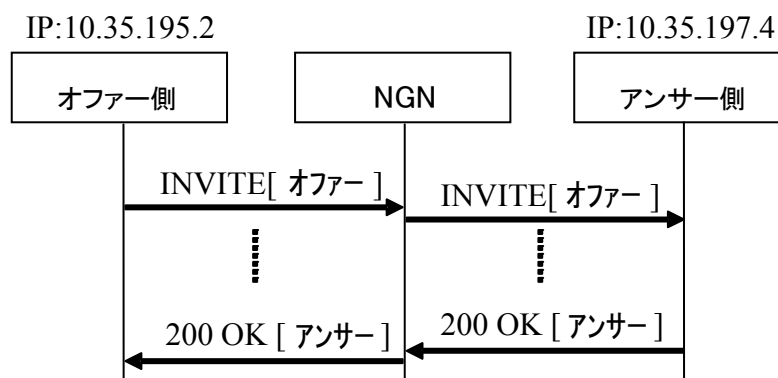 IP:10.35.195.2
IP:10.35.197.4
オファー側
NGN
アンサー側
INVITE[ オファー ]
INVITE[ オファー ]
200 OK [ アンサー ]
200 OK [ アンサー ]